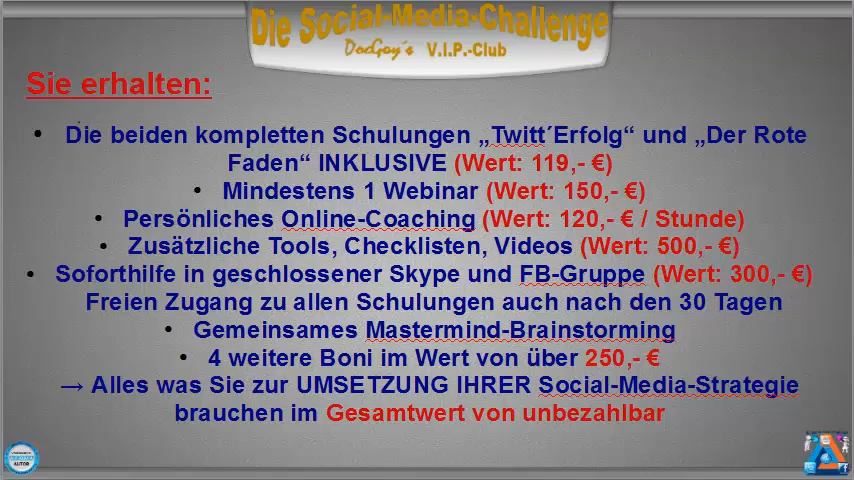 Die Social-Media-Challenge
DocGoy´s V.I.P.-Club
Sie erhalten:
• Die beiden kompletten Schulungen „Twitt´Erfolg“ und „Der Rote
Faden“ INKLUSIVE (Wert: 119,- €)
• Mindestens 1 Webinar (Wert: 150,- €)
• Persönliches Online-Coaching (Wert: 120,- € / Stunde)
• Zusätzliche Tools, Checklisten, Videos (Wert: 500,- €)
• Soforthilfe in geschlossener Skype und FB-Gruppe (Wert: 300,- €)
Freien Zugang zu allen Schulungen auch nach den 30 Tagen
• Gemeinsames Mastermind-Brainstorming
• 4 weitere Boni im Wert von über 250,- €
→ Alles was Sie zur UMSETZUNG IHRER Social-Media-Strategie
brauchen im Gesamtwert von unbezahlbar
AUTOR